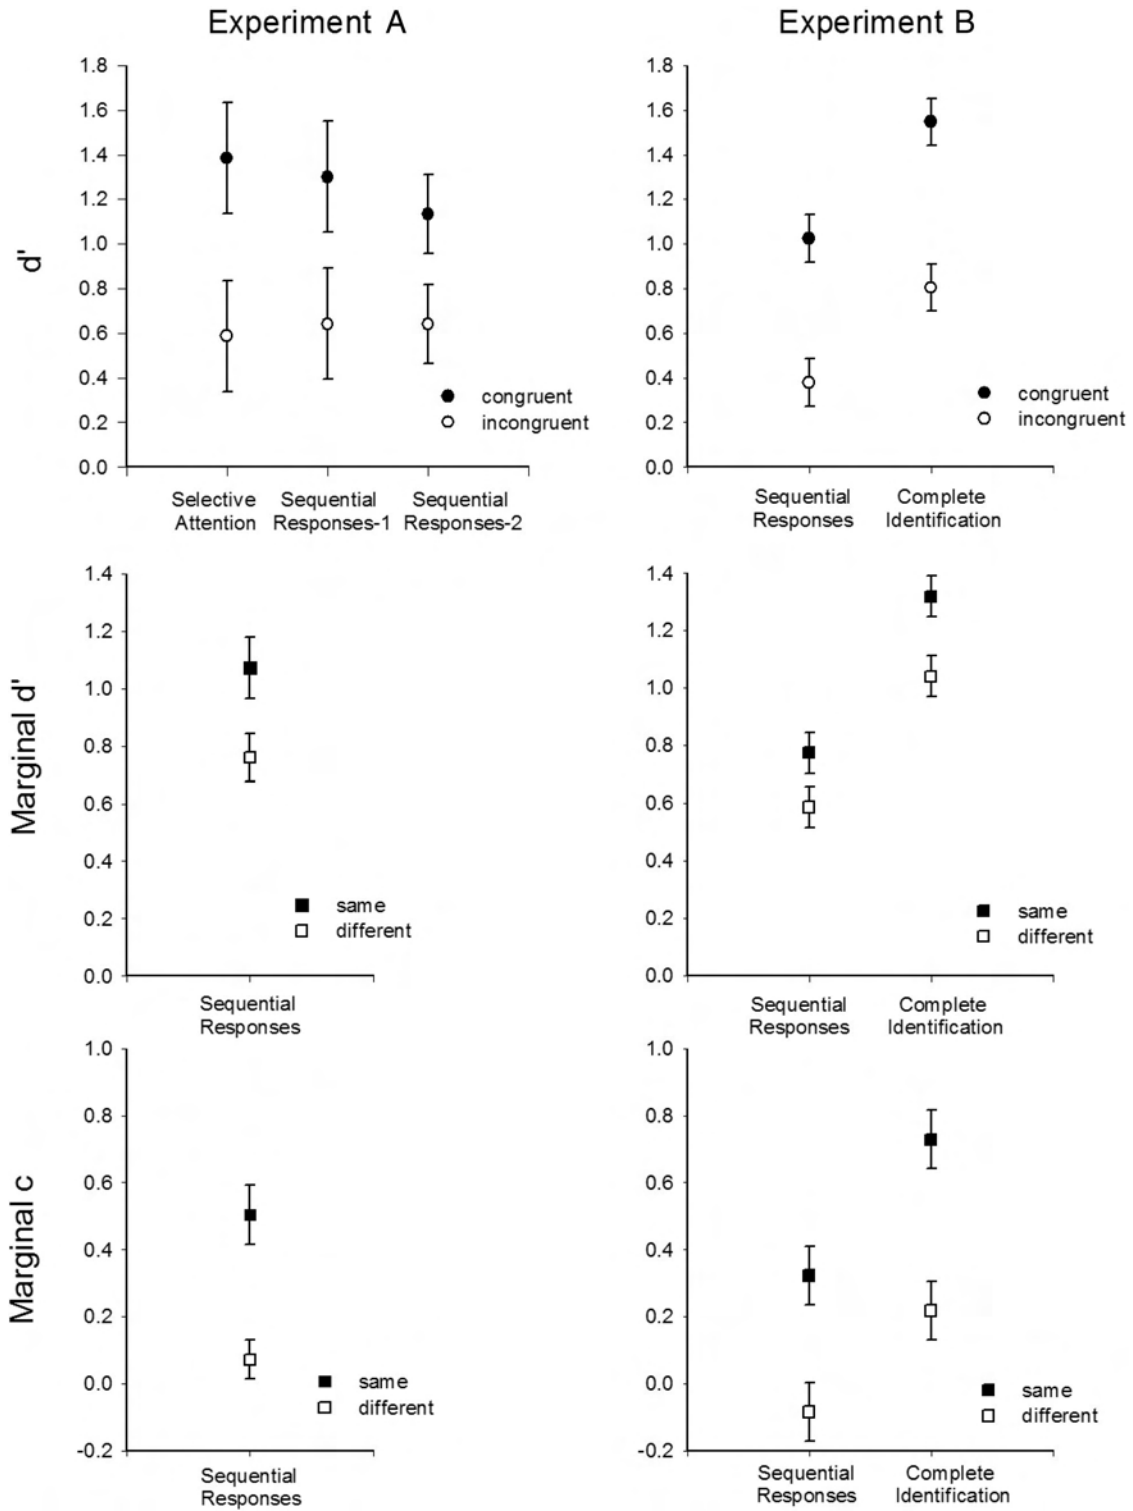 Experiment A
Experiment B
d'
1.8
1.6
1.4
1.2
1.0
0.8
0.6
0.4
0.2
0.0
congruent
incongruent
Selective
Attention
Sequential
Responses-1
Sequential
Responses-2
1.8
1.6
1.4
1.2
1.0
0.8
0.6
0.4
0.2
0.0
congruent
incongruent
Sequential
Responses
Complete
Identification
Marginal d'
1.4
1.2
1.0
0.8
0.6
0.4
0.2
0.0
same
different
Sequential
Responses
1.4
1.2
1.0
0.8
0.6
0.4
0.2
0.0
same
different
Sequential
Responses
Complete
Identification
Marginal c
1.0
0.8
0.6
0.4
0.2
0.0
-0.2
same
different
Sequential
Responses
1.0
0.8
0.6
0.4
0.2
0.0
-0.2
same
different
Sequential
Responses
Complete
Identification